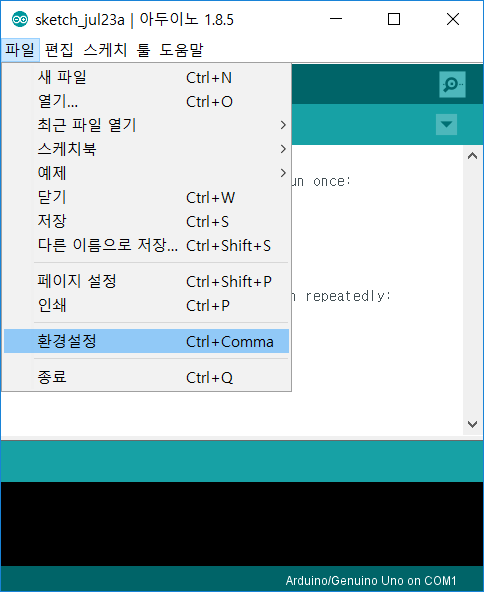 sketch_jul23a | 아두이노 1.8.5
파일 편집 스케치 툴 도움말
새 파일 Ctrl+N
열기... Ctrl+O
최근 파일 열기
스케치북
예제
un once:
닫기 Ctrl+W
저장 Ctrl+S
다른 이름으로 저장... Ctrl+Shift+S
페이지 설정 Ctrl+Shift+P
인쇄 Ctrl+P
repeatedly:
환경설정 Ctrl+Comma
종료 Ctrl+Q
Arduino/Genuino Uno on COM1